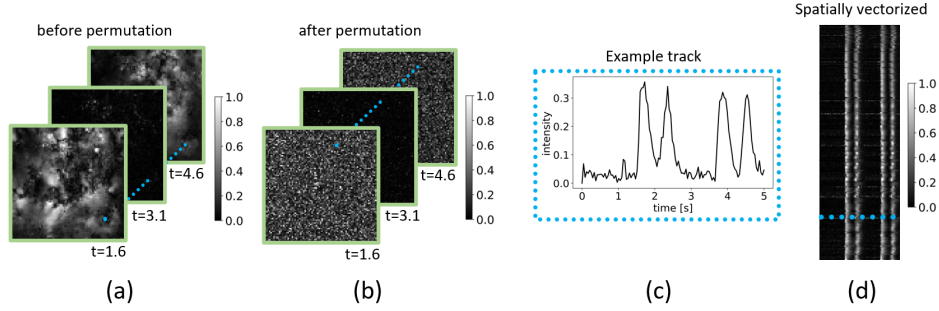 before permutation
1.0
0.8
0.6
0.4
0.2
0.0
t=4.6
t=3.1
t=1.6
(a)
after permutation
1.0
0.8
0.6
0.4
0.2
0.0
t=4.6
t=3.1
t=1.6
(b)
Example track
intensity
0.3
0.2
0.1
0.0
0 1 2 3 4 5
time [s]
(c)
Spatially vectorized
1.0
0.8
0.6
0.4
0.2
0.0
(d)